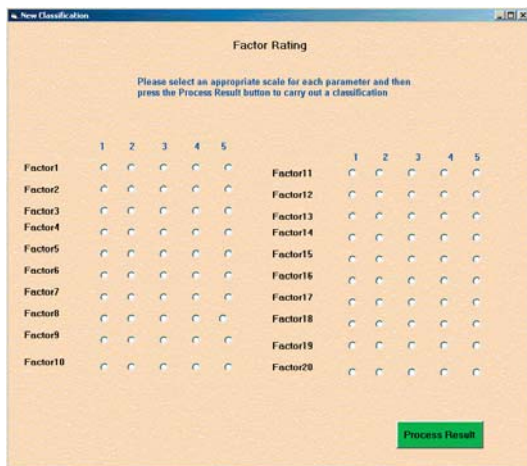 New Classification
Factor Rating
Please select an appropriate scale for each parameter and then
press the Process Result button to carry out a classification
1 2 3 4 5
Factor1
Factor2
Factor3
Factor4
Factor5
Factor6
Factor7
Factor8
Factor9
Factor10
1 2 3 4 5
Factor11
Factor12
Factor13
Factor14
Factor15
Factor16
Factor17
Factor18
Factor19
Factor20
Process Result